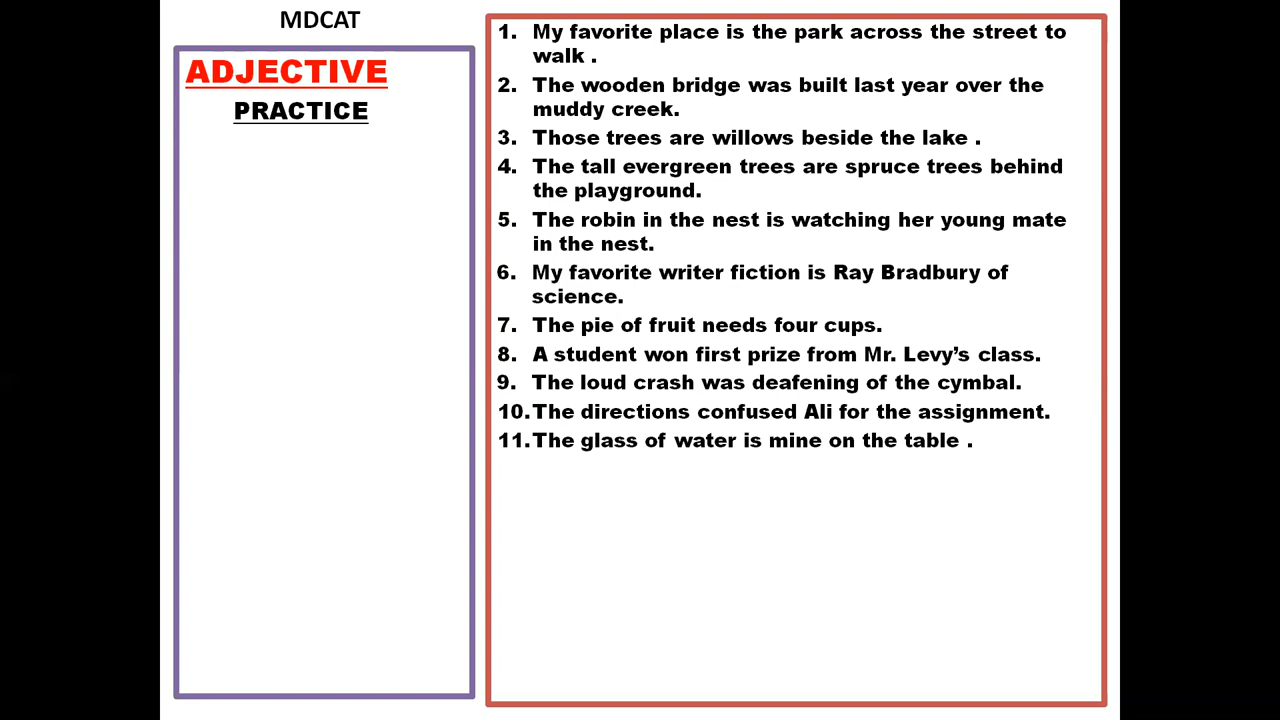 MDCAT
ADJECTIVE
PRACTICE
1. My favorite place is the park across the street to
walk .
2. The wooden bridge was built last year over the
muddy creek.
3. Those trees are willows beside the lake .
4. The tall evergreen trees are spruce trees behind
the playground.
5. The robin in the nest is watching her young mate
in the nest.
6. My favorite writer fiction is Ray Bradbury of
science.
7. The pie of fruit needs four cups.
8. A student won first prize from Mr. Levy’s class.
9. The loud crash was deafening of the cymbal.
10. The directions confused Ali for the assignment.
11. The glass of water is mine on the table .